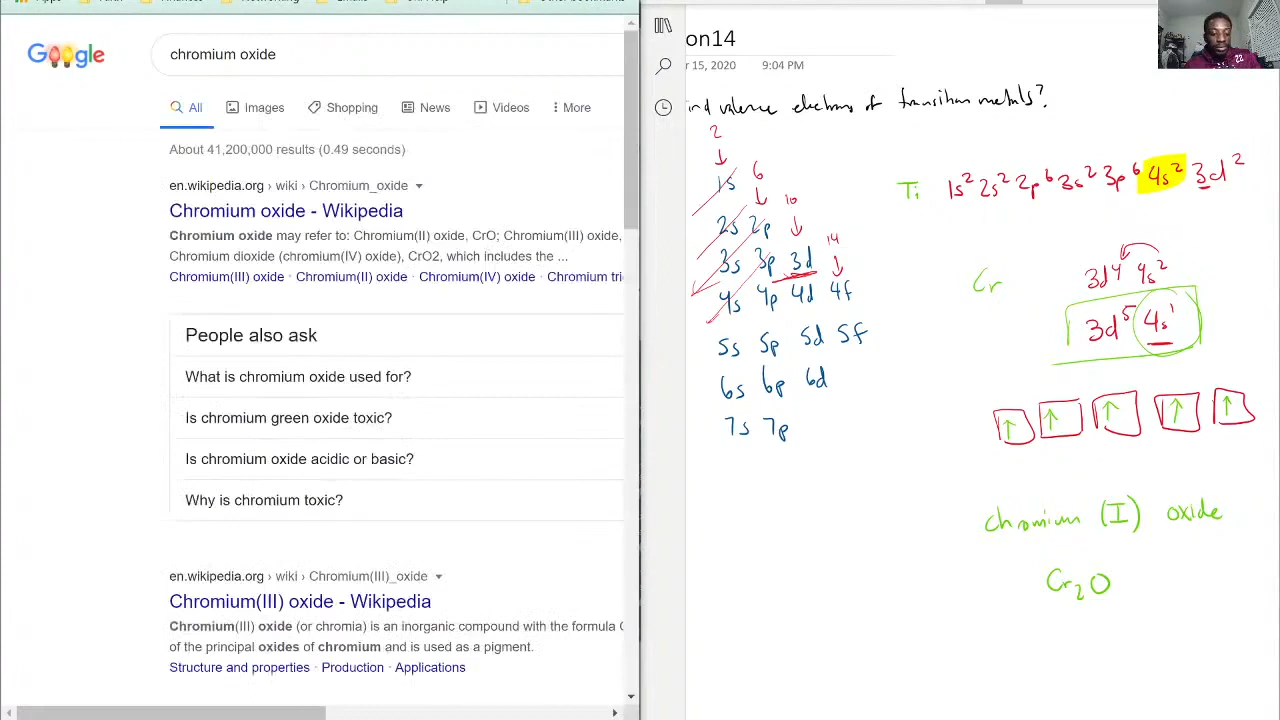 Google
chromium oxide
All Images Shopping News Videos More
About 41,200,000 results (0.49 seconds)
en.wikipedia.org › wiki › Chromium_oxide
Chromium oxide - Wikipedia
Chromium oxide may refer to: Chromium(II) oxide, CrO; Chromium(III) oxide,
Chromium dioxide (chromium(IV) oxide), CrO2, which includes the ...
Chromium(III) oxide · Chromium(II) oxide · Chromium(IV) oxide · Chromium tri
People also ask
What is chromium oxide used for?
Is chromium green oxide toxic?
Is chromium oxide acidic or basic?
Why is chromium toxic?
en.wikipedia.org › wiki › Chromium(III)_oxide
Chromium(III) oxide - Wikipedia
Chromium(III) oxide (or chromia) is an inorganic compound with the formula C
of the principal oxides of chromium and is used as a pigment.
Structure and properties · Production · Applications
on14
r 15, 2020 9:04 PM
ind valence electrons of transition metals?
2
6
10
14
1s
2s 2p
3s 3p 3d
4s 4p 4d 4f
5s 5p 5d 5f
6s 6p 6d
7s 7p
Ti 1s² 2s² 2p⁶ 3s² 3p⁶ 4s² 3d²
Cr 3d⁴ 4s²
3d⁵ 4s¹
↑ ↑ ↑ ↑ ↑
chromium (I) oxide
Cr₂O
22